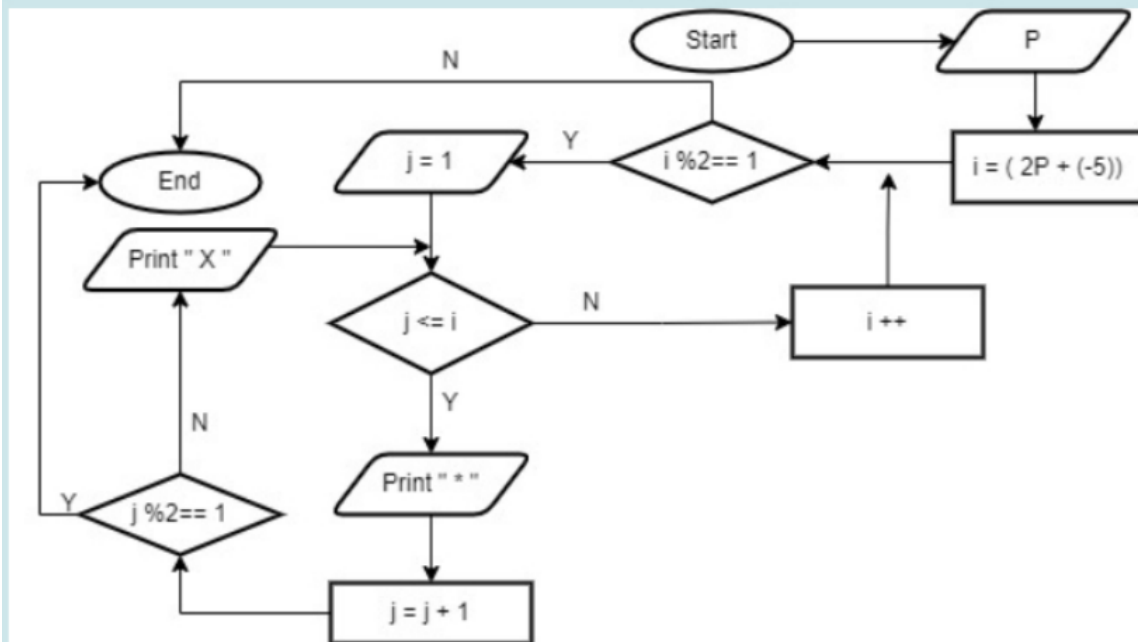 Start
P
i = ( 2P + (-5))
i %2== 1
N
End
Y
j = 1
Print " X "
j <= i
N
i ++
Y
Print " * "
j = j + 1
j %2== 1
N
Y